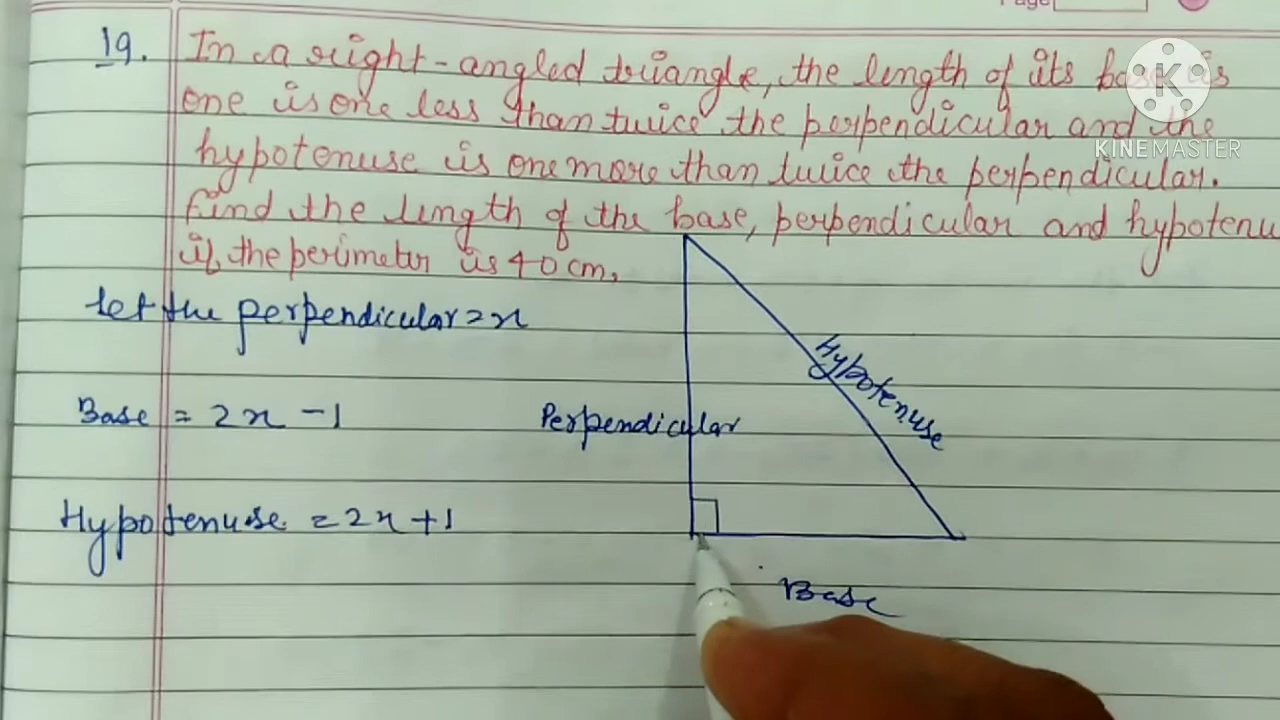 Page
19. In a right-angled triangle, the length of its base is
one is one less than twice the perpendicular and the
hypotenuse is one more than twice the perpendicular.
Find the length of the base, perpendicular and hypotenu
if the perimeter is 40cm.
let the perpendicular = x
Base = 2x - 1
Perpendicular
Hypotenuse
Hypotenuse = 2x + 1
Base
K
KINEMASTER